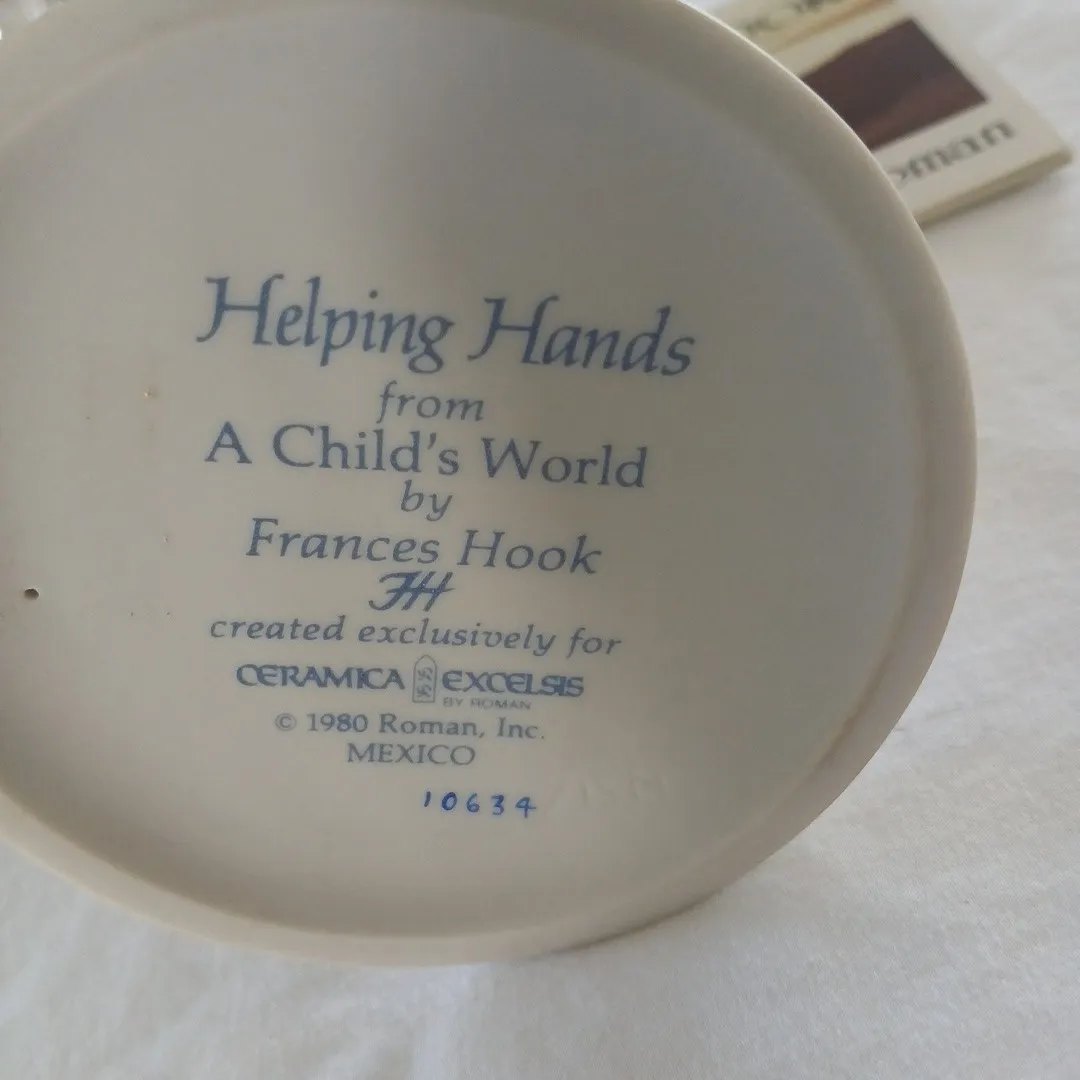 Helping Hands
from
A Child's World
by
Frances Hook
FH
created exclusively for
CERAMICA EXCELSIS
BY ROMAN
© 1980 Roman, Inc.
MEXICO
10634